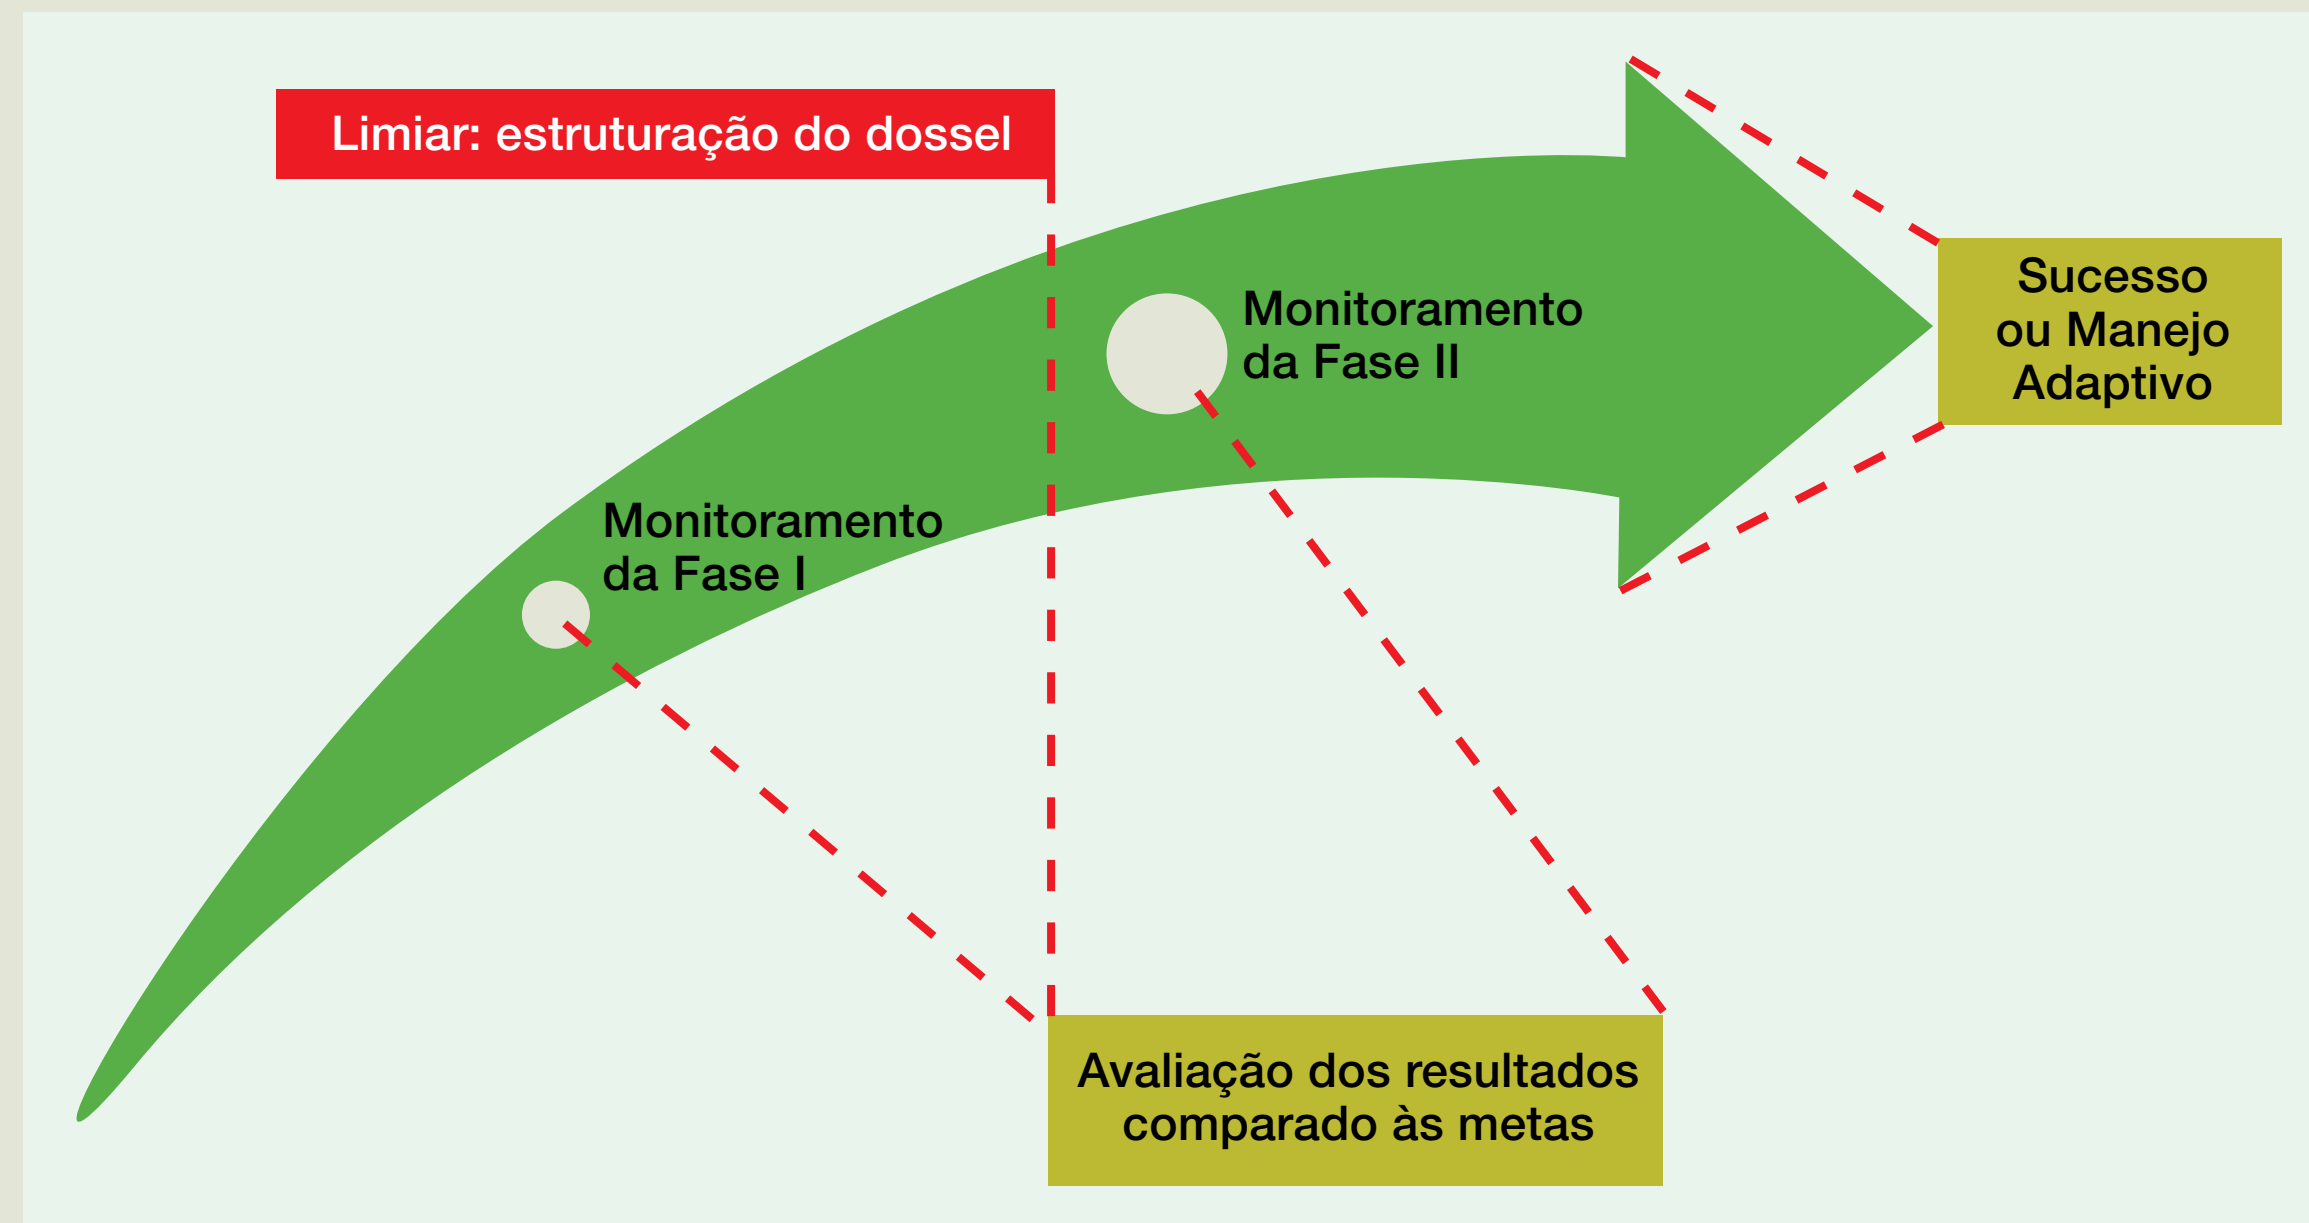 Limiar: estruturação do dossel
Monitoramento
da Fase I
Monitoramento
da Fase II
Sucesso
ou Manejo
Adaptivo
Avaliação dos resultados
comparado às metas